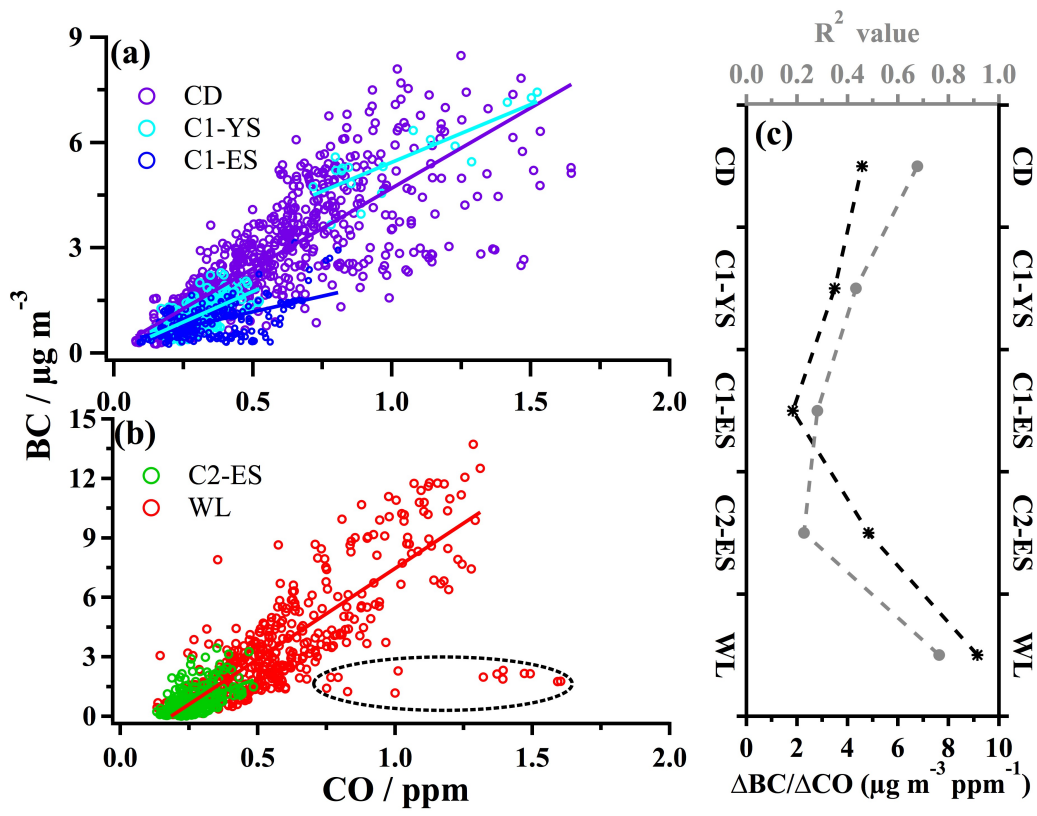 (a)
CD
C1-YS
C1-ES
9
6
3
0
0.0 0.5 1.0 1.5 2.0
BC / µg m⁻³
(b)
C2-ES
WL
15
12
9
6
3
0
0.0 0.5 1.0 1.5 2.0
CO / ppm
R² value
0.0 0.2 0.4 0.6 0.8 1.0
(c)
CD CD
C1-YS C1-YS
C1-ES C1-ES
C2-ES C2-ES
WL WL
0 2 4 6 8 10
ΔBC/ΔCO (µg m⁻³ ppm⁻¹)